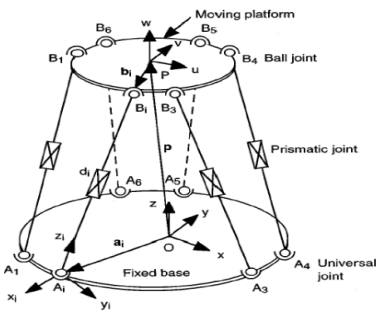 w
Moving platform
B6
v
B5
B1
bi
P
u
B4
Ball joint
Bi
B3
p
Prismatic joint
di
A6
A5
z
y
zi
ai
O
x
A1
Ai
Fixed base
A3
A4
Universal
joint
xi
yi